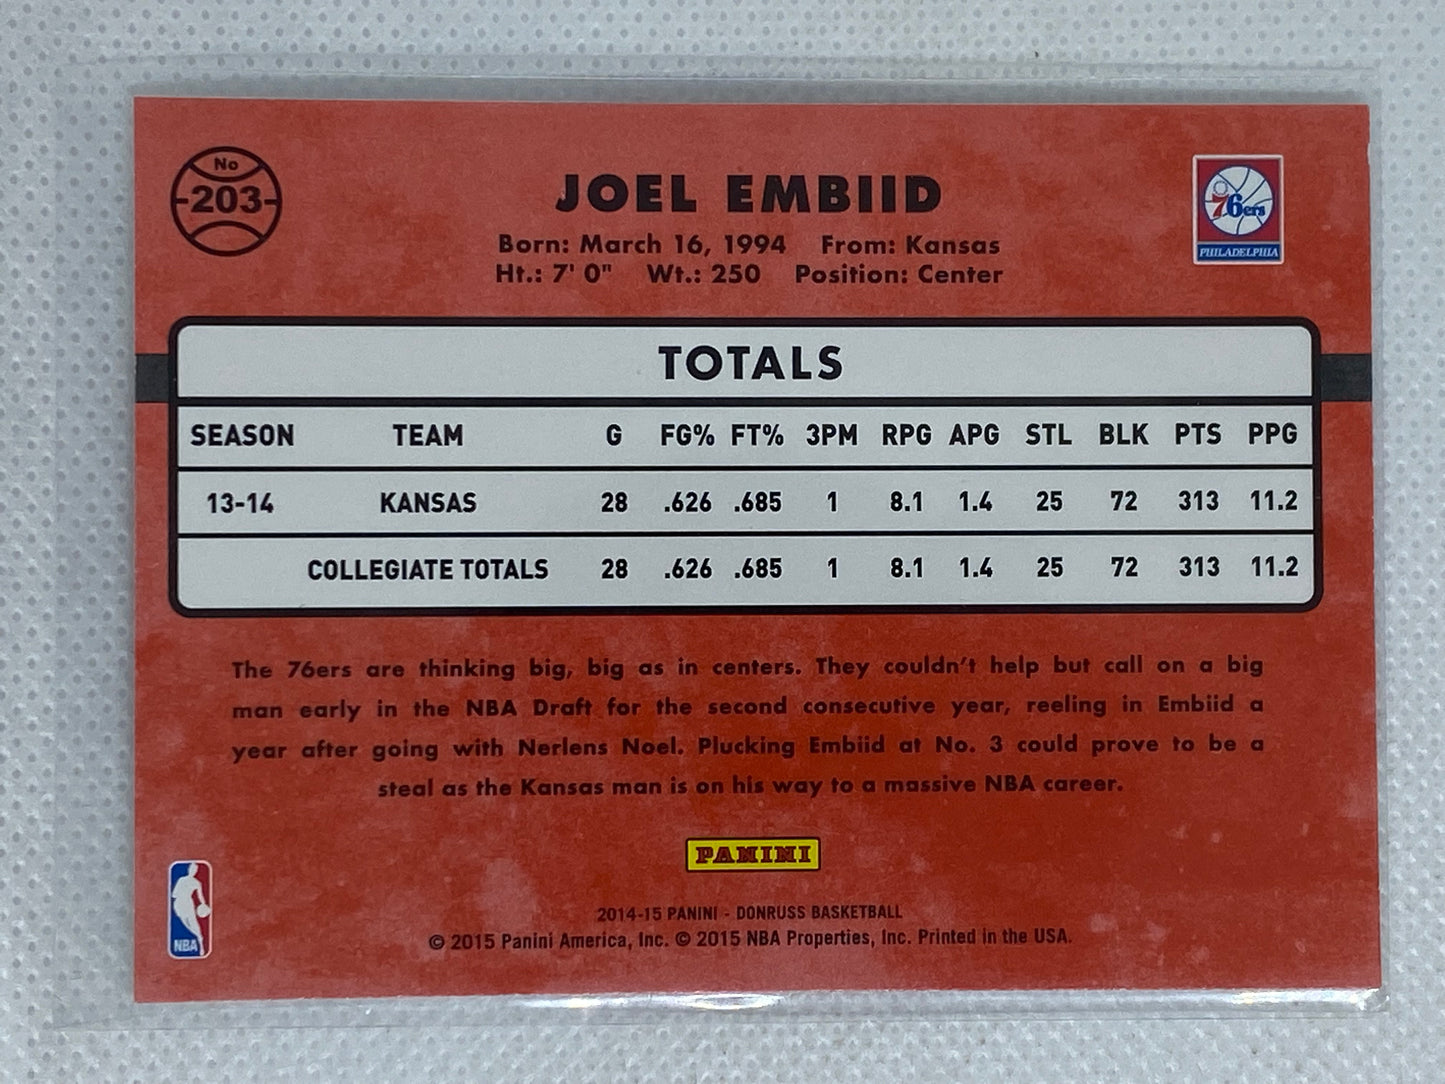 No
203
JOEL EMBIID
Born: March 16, 1994 From: Kansas
Ht.: 7' 0" Wt.: 250 Position: Center
76ers
PHILADELPHIA
TOTALS
SEASON TEAM G FG% FT% 3PM RPG APG STL BLK PTS PPG
13-14 KANSAS 28 .626 .685 1 8.1 1.4 25 72 313 11.2
COLLEGIATE TOTALS 28 .626 .685 1 8.1 1.4 25 72 313 11.2
The 76ers are thinking big, big as in centers. They couldn't help but call on a big
man early in the NBA Draft for the second consecutive year, reeling in Embiid a
year after going with Nerlens Noel. Plucking Embiid at No. 3 could prove to be a
steal as the Kansas man is on his way to a massive NBA career.
PANINI
NBA
2014-15 PANINI - DONRUSS BASKETBALL
© 2015 Panini America, Inc. © 2015 NBA Properties, Inc. Printed in the USA.